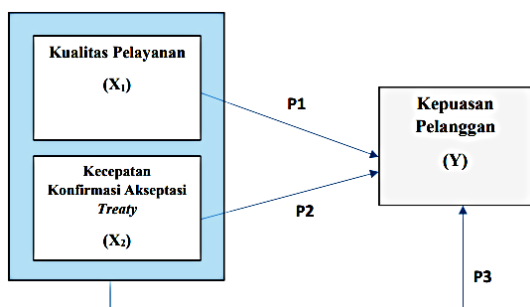 Kualitas Pelayanan
(X₁)
P1
Kepuasan
Pelanggan
(Y)
Kecepatan
Konfirmasi Akseptasi
Treaty
(X₂)
P2
P3